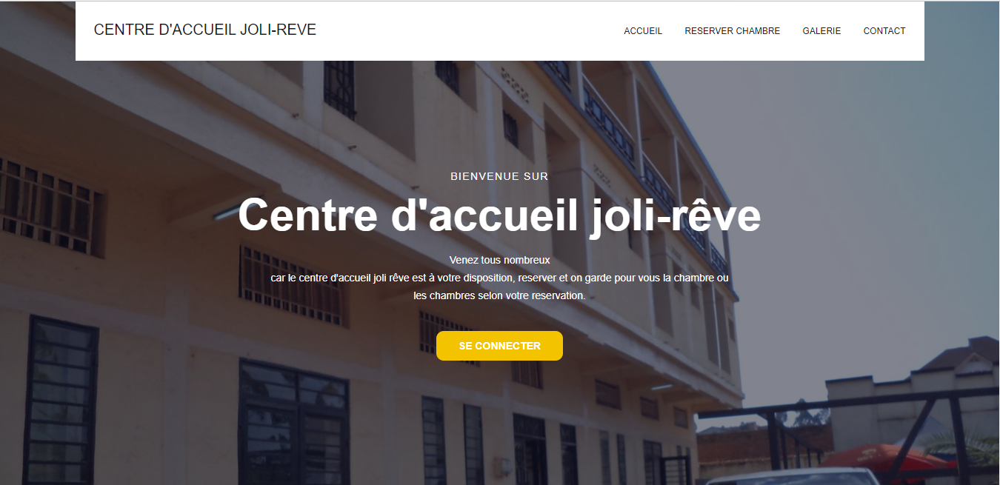 CENTRE D'ACCUEIL JOLI-REVE
ACCUEIL RESERVER CHAMBRE GALERIE CONTACT
BIENVENUE SUR
Centre d'accueil joli-rêve
Venez tous nombreux
car le centre d'accueil joli rêve est à votre disposition, reserver et on garde pour vous la chambre ou
les chambres selon votre reservation.
SE CONNECTER